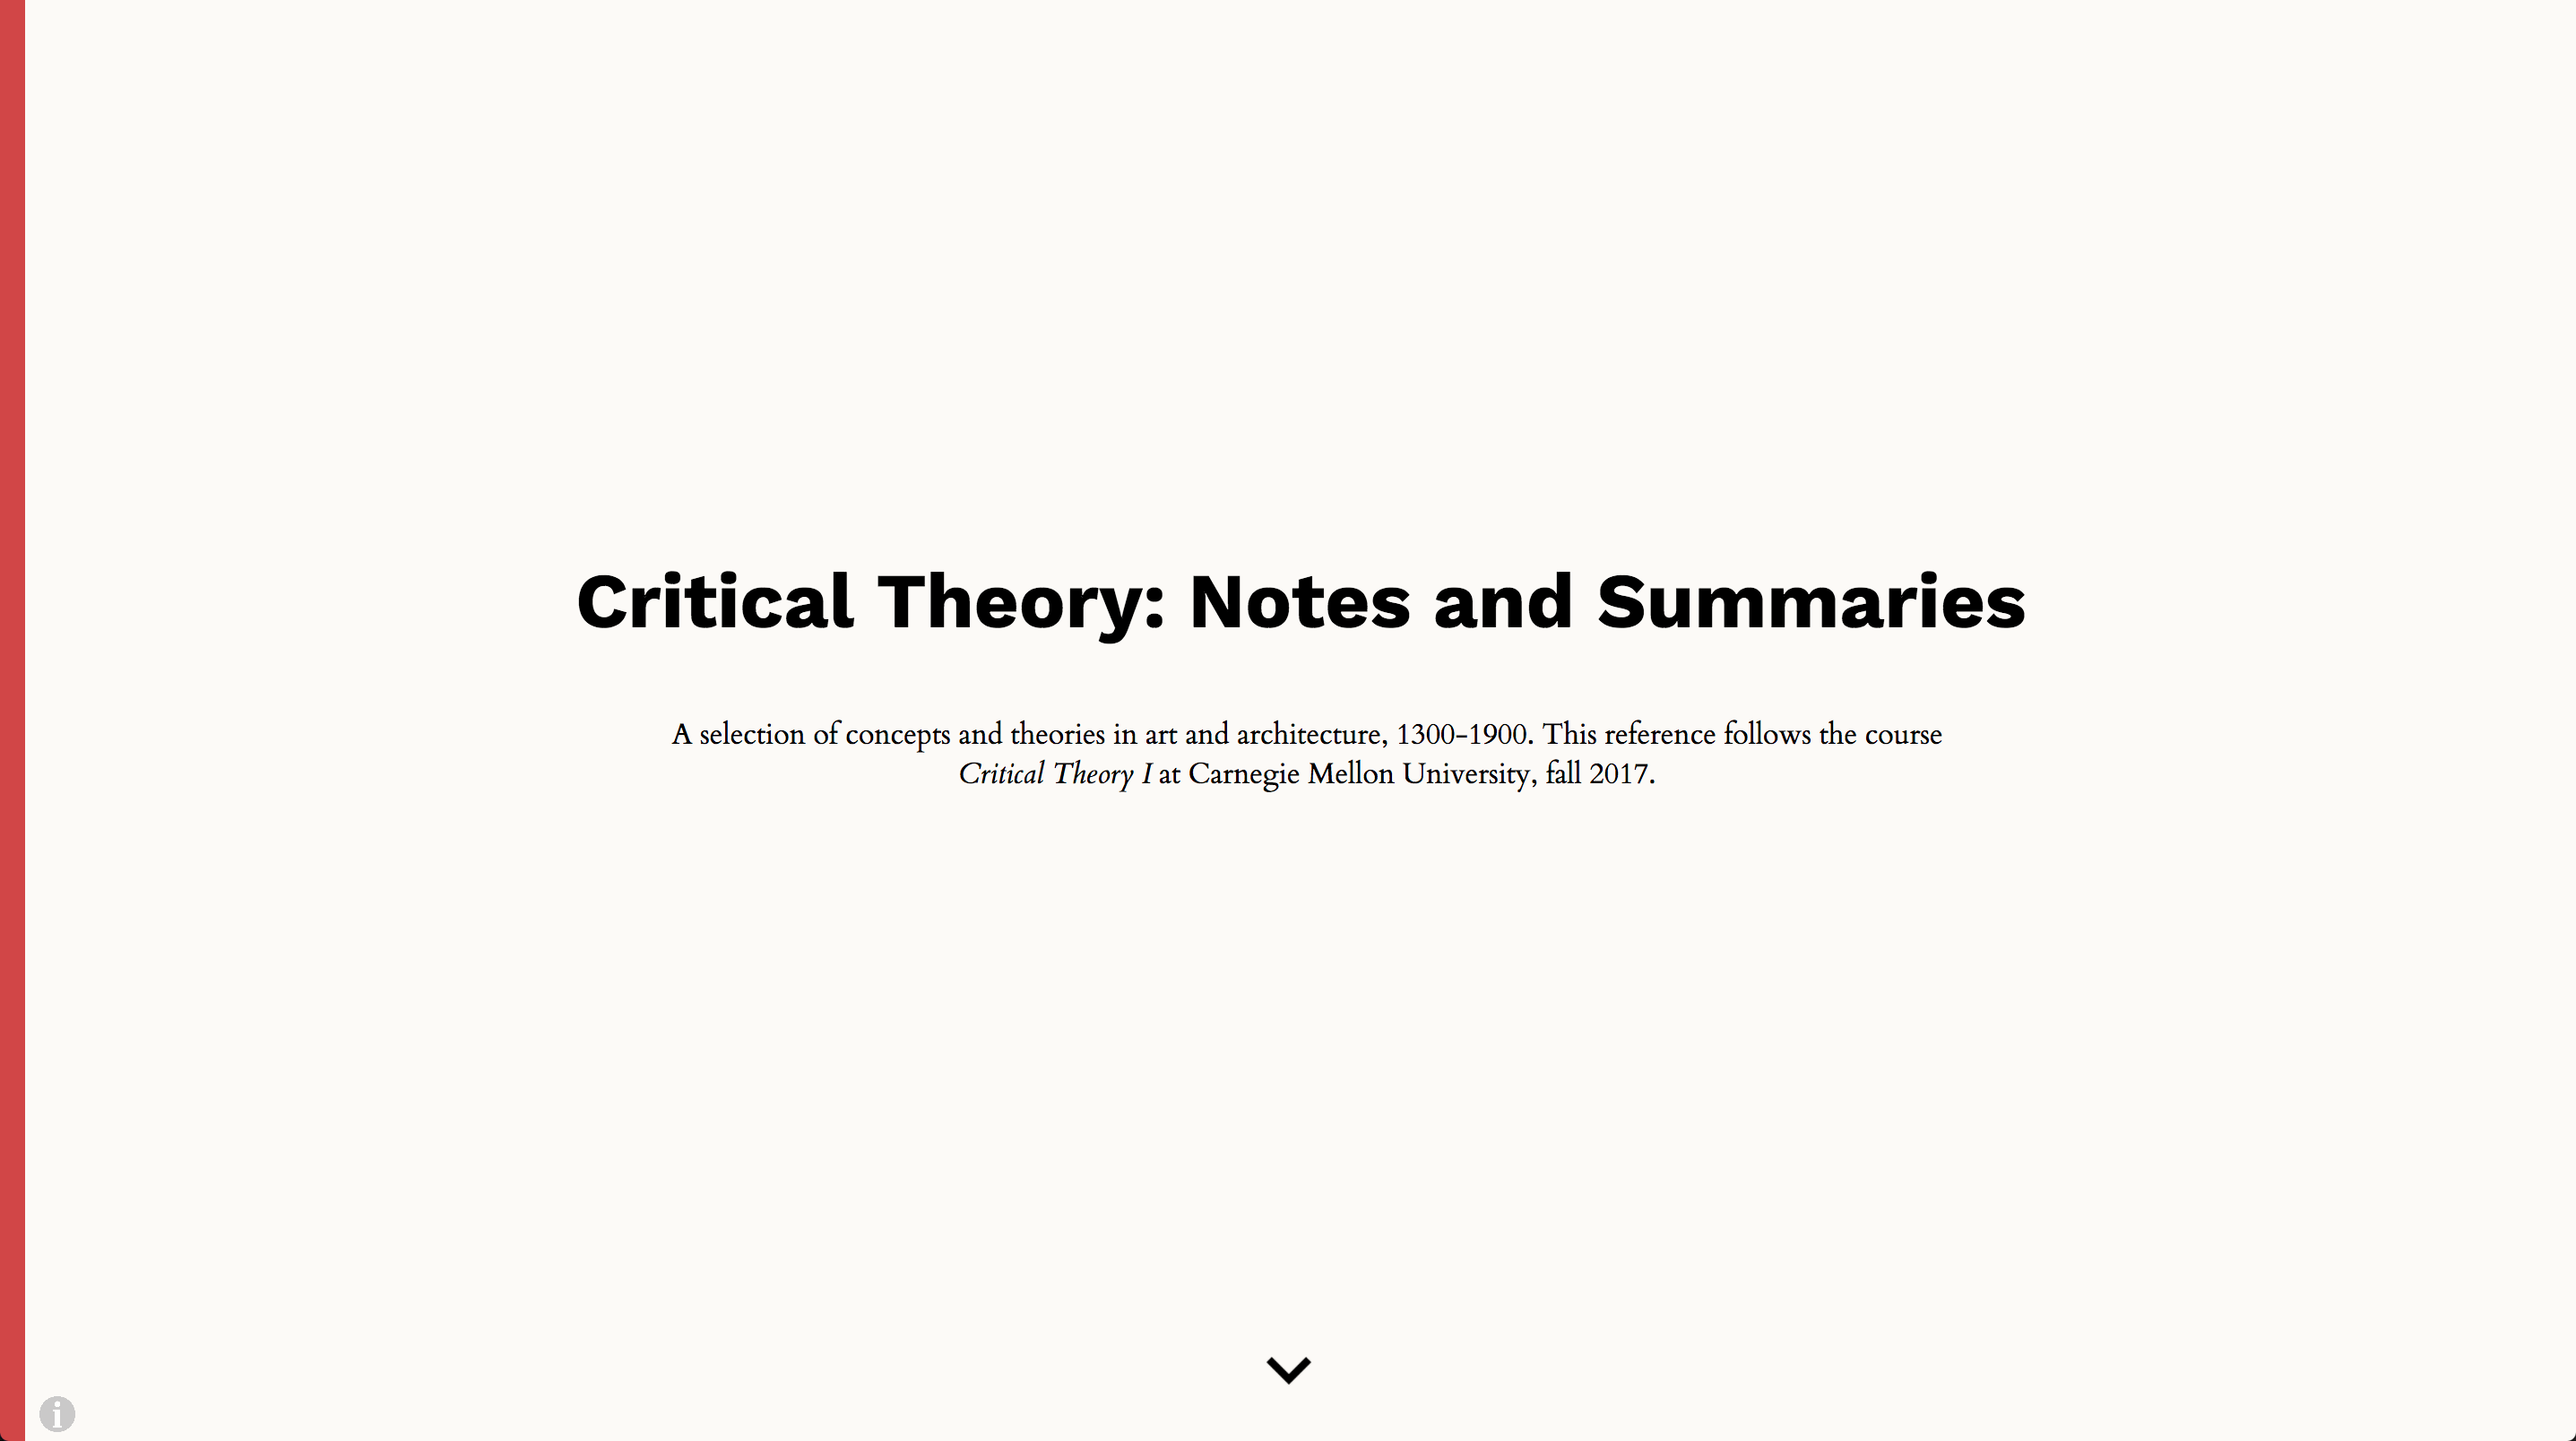 Critical Theory: Notes and Summaries
A selection of concepts and theories in art and architecture, 1300–1900. This reference follows the course
Critical Theory I at Carnegie Mellon University, fall 2017.
i